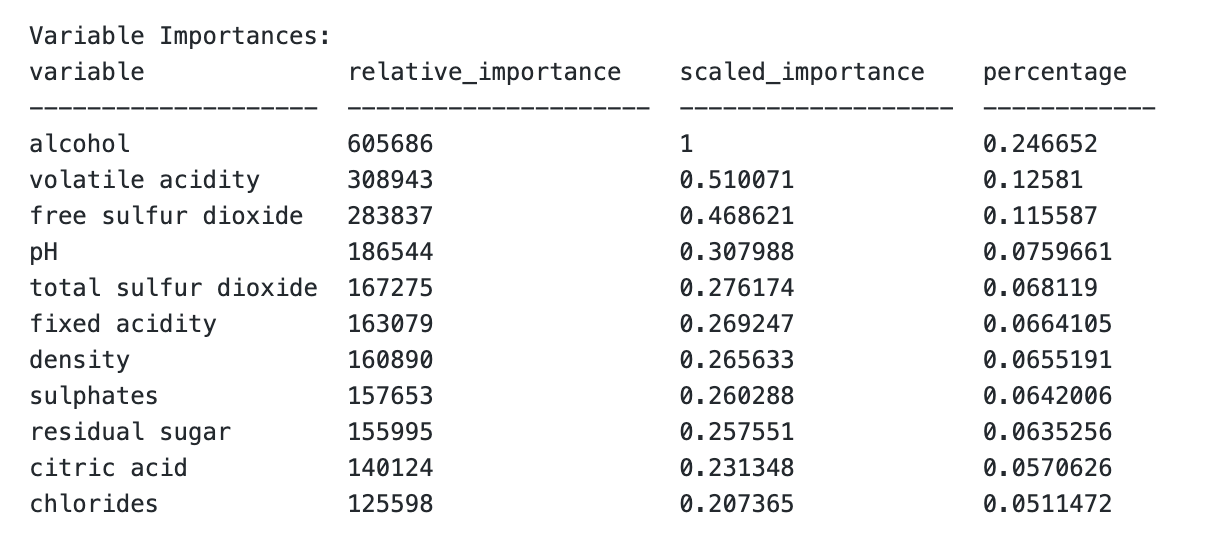 Variable Importances:
variable relative_importance scaled_importance percentage
-------------------- --------------------- ------------------- ------------
alcohol 605686 1 0.246652
volatile acidity 308943 0.510071 0.12581
free sulfur dioxide 283837 0.468621 0.115587
pH 186544 0.307988 0.0759661
total sulfur dioxide 167275 0.276174 0.068119
fixed acidity 163079 0.269247 0.0664105
density 160890 0.265633 0.0655191
sulphates 157653 0.260288 0.0642006
residual sugar 155995 0.257551 0.0635256
citric acid 140124 0.231348 0.0570626
chlorides 125598 0.207365 0.0511472